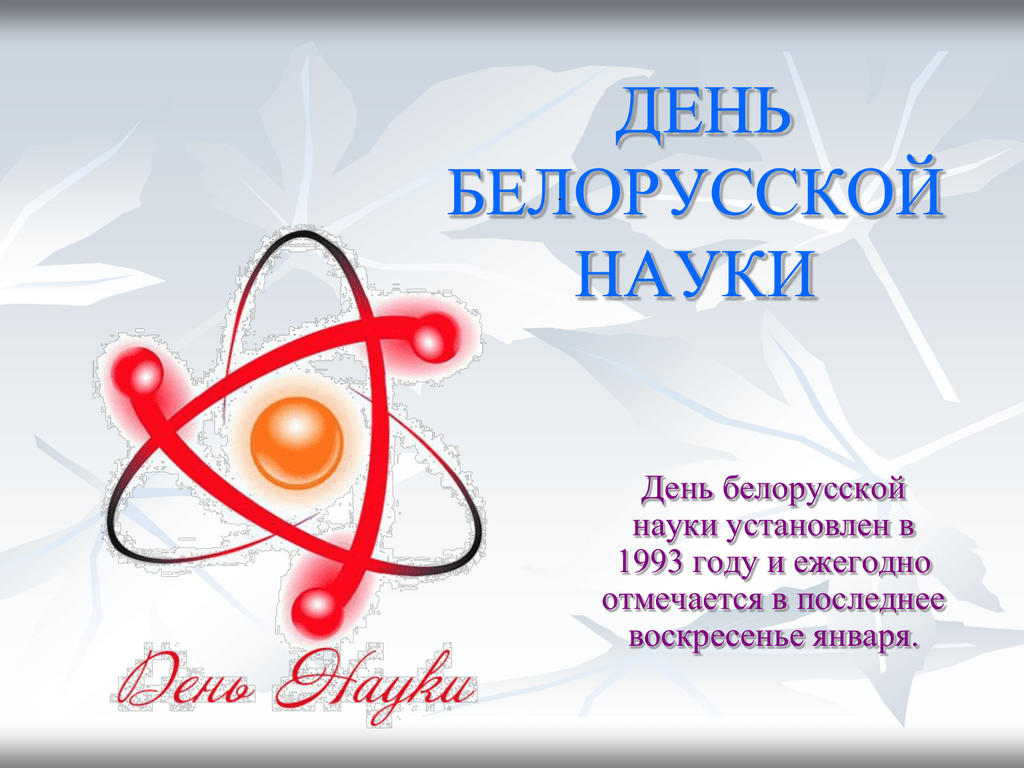 ДЕНЬ
БЕЛОРУССКОЙ
НАУКИ
День белорусской
науки установлен в
1993 году и ежегодно
отмечается в последнее
воскресенье января.
День Науки